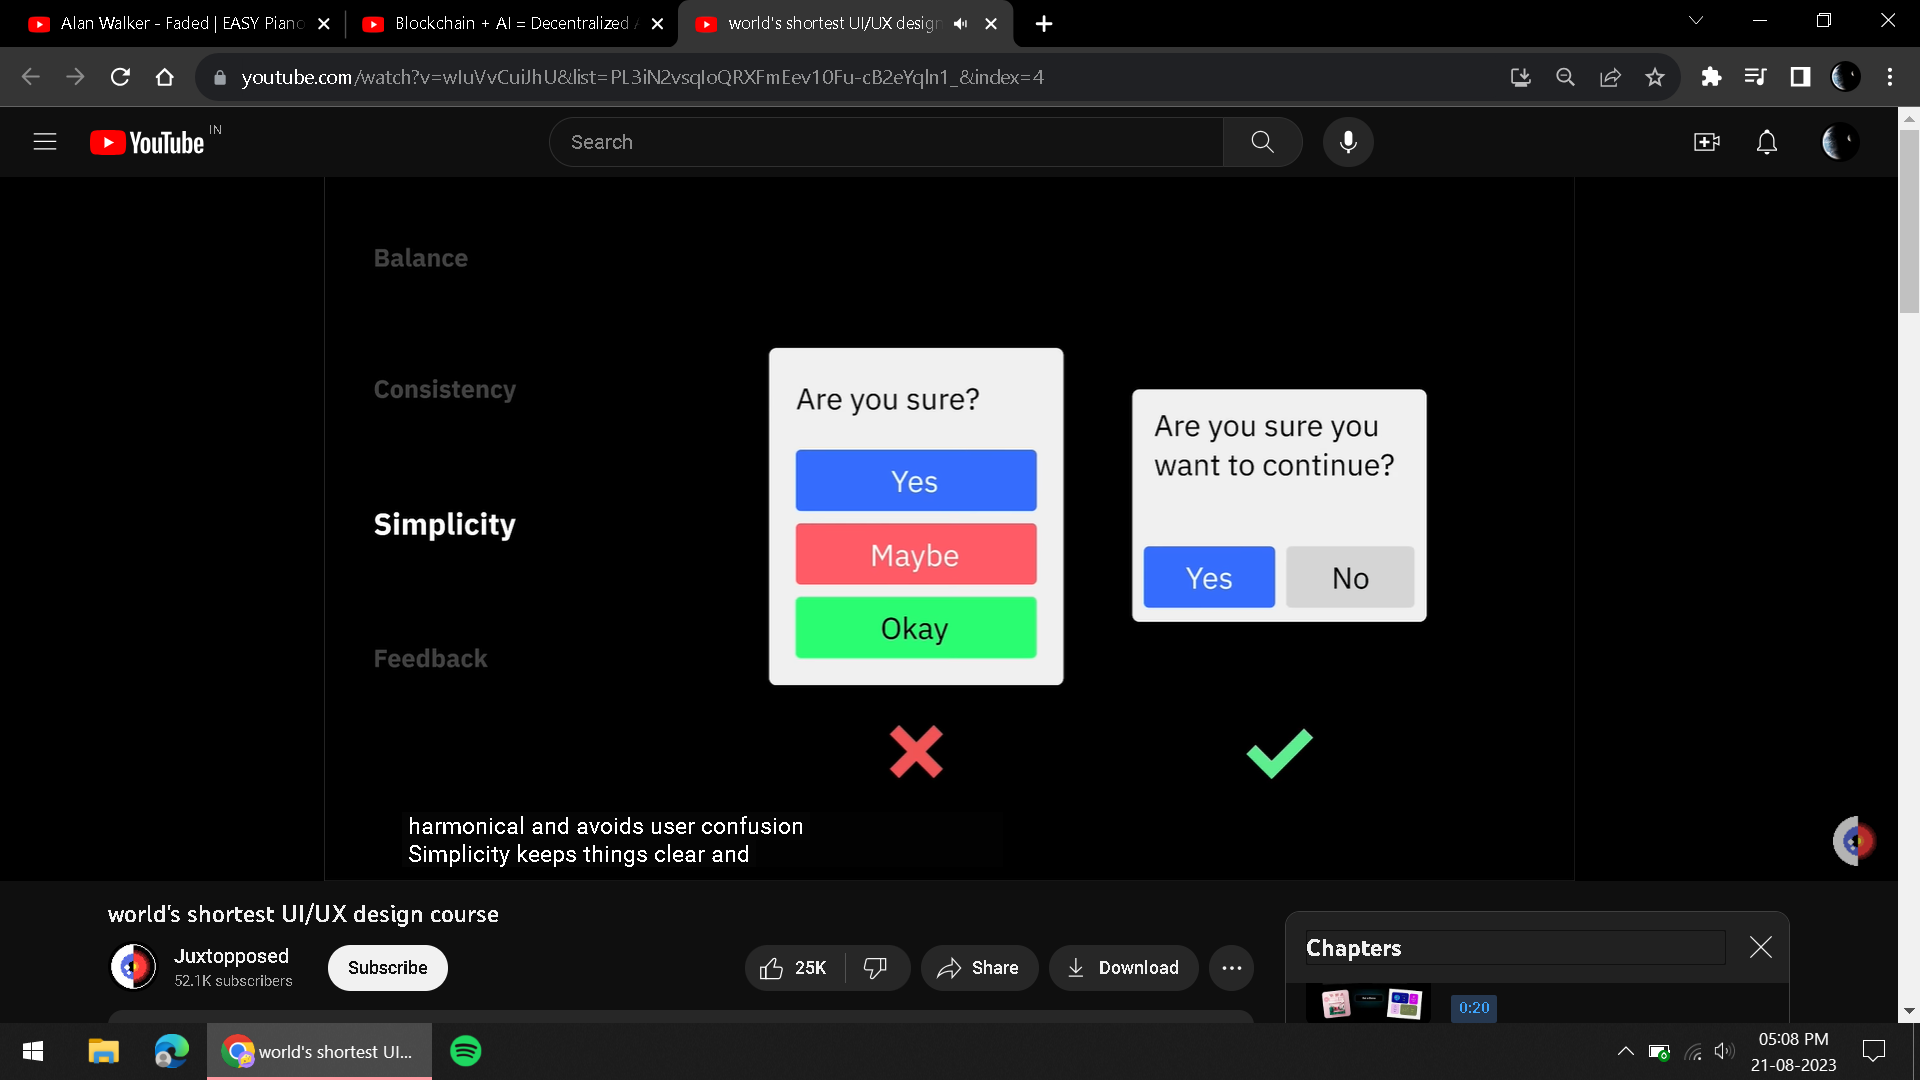 Alan Walker - Faded | EASY Piano
Blockchain + AI = Decentralized
world's shortest UI/UX design
youtube.com/watch?v=wIuVvCuiJhU&list=PL3iN2vsqIoQRXFmEev10Fu-cB2eYqln1_&index=4
YouTube IN
Search
Balance
Consistency
Simplicity
Feedback
Are you sure?
Yes
Maybe
Okay
Are you sure you
want to continue?
Yes No
harmonical and avoids user confusion
Simplicity keeps things clear and
world's shortest UI/UX design course
Juxtopposed
52.1K subscribers
Subscribe
25K
Share
Download
Chapters
0:20
world's shortest UI...
05:08 PM
21-08-2023